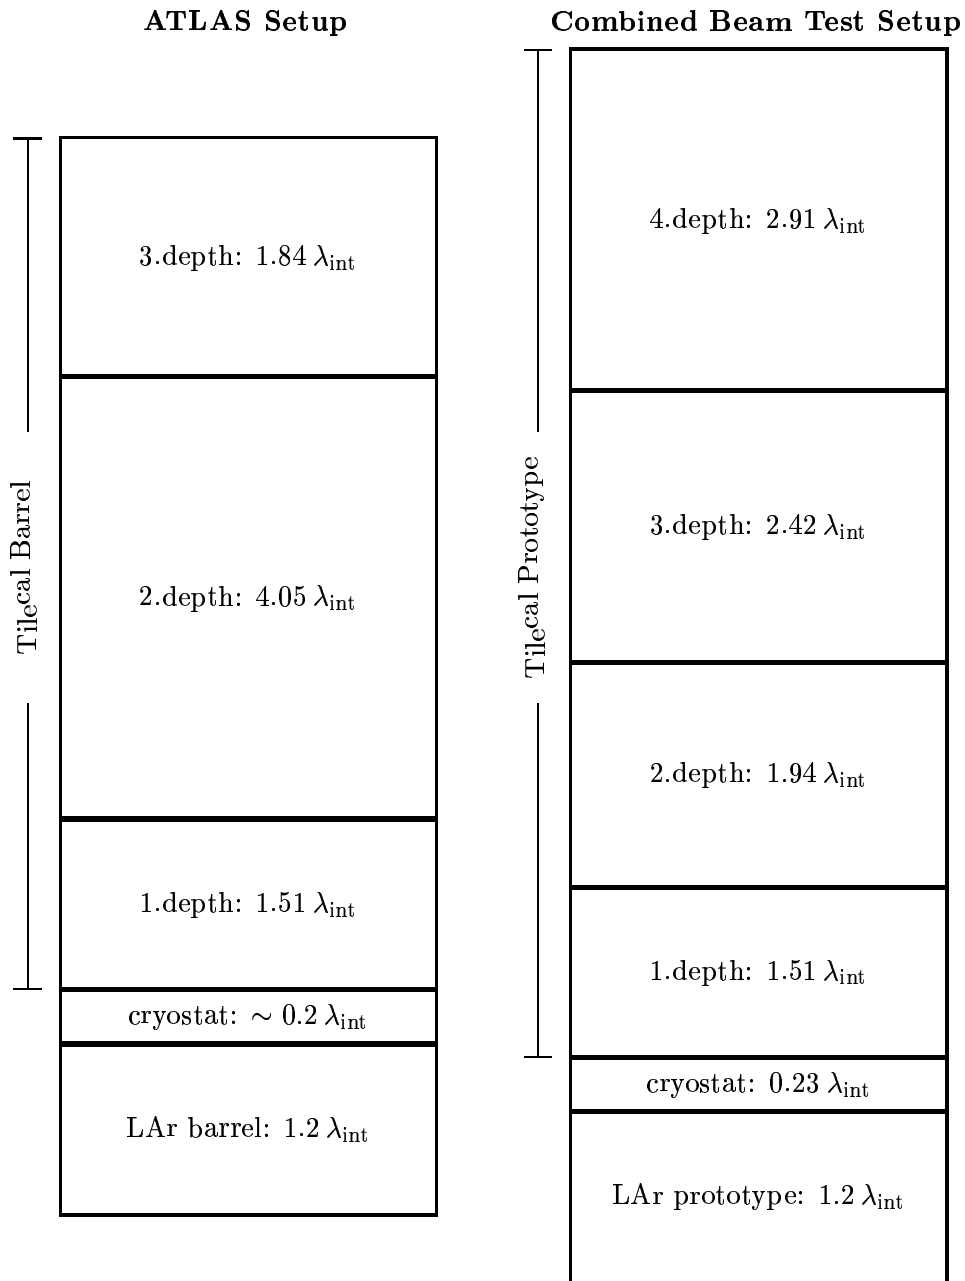 ATLAS Setup
Tilecal Barrel
3.depth: 1.84 λint
2.depth: 4.05 λint
1.depth: 1.51 λint
cryostat: ~ 0.2 λint
LAr barrel: 1.2 λint
Combined Beam Test Setup
Tilecal Prototype
4.depth: 2.91 λint
3.depth: 2.42 λint
2.depth: 1.94 λint
1.depth: 1.51 λint
cryostat: 0.23 λint
LAr prototype: 1.2 λint